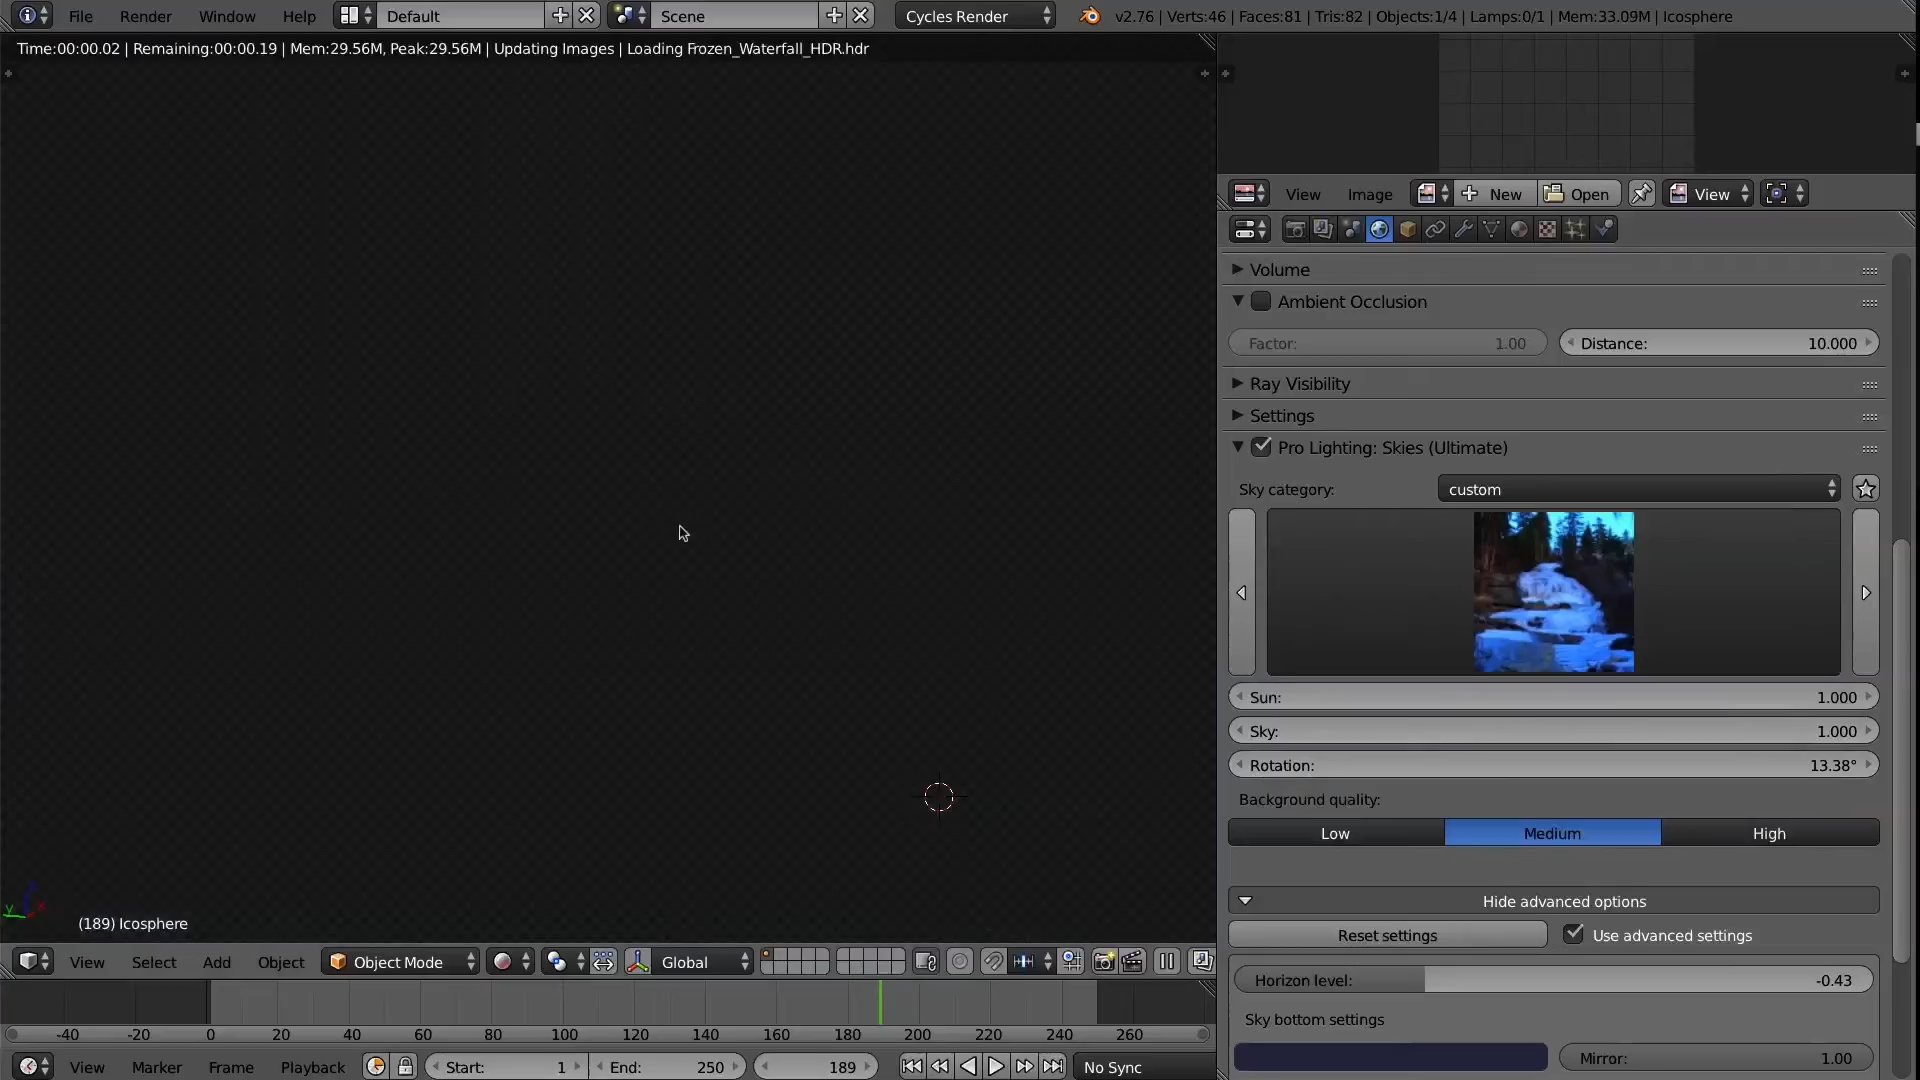 File Render Window Help Default Scene Cycles Render v2.76 | Verts:46 | Faces:81 | Tris:82 | Objects:1/4 | Lamps:0/1 | Mem:33.09M | Icosphere
Time:00:00.02 | Remaining:00:00.19 | Mem:29.56M, Peak:29.56M | Updating Images | Loading Frozen_Waterfall_HDR.hdr
View Image New Open View
Volume
Ambient Occlusion
Factor: 1.00 Distance: 10.000
Ray Visibility
Settings
Pro Lighting: Skies (Ultimate)
Sky category: custom
Sun: 1.000
Sky: 1.000
Rotation: 13.38°
Background quality:
Low Medium High
Hide advanced options
Reset settings Use advanced settings
Horizon level: -0.43
Sky bottom settings
Mirror: 1.00
y
(189) Icosphere
View Select Add Object Object Mode Global
-40 -20 0 20 40 60 80 100 120 140 160 180 200 220 240 260
View Marker Frame Playback Start: 1 End: 250 189 No Sync